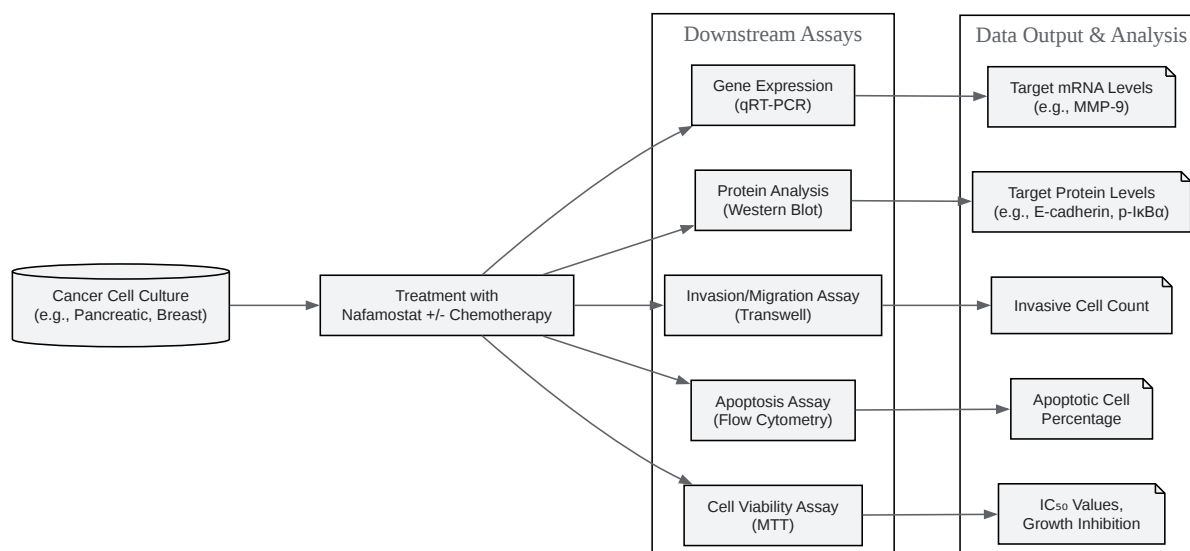 Downstream Assays
Data Output & Analysis
Gene Expression
(qRT-PCR)
Target mRNA Levels
(e.g., MMP-9)
Protein Analysis
(Western Blot)
Target Protein Levels
(e.g., E-cadherin, p-IκBα)
Cancer Cell Culture
(e.g., Pancreatic, Breast)
Treatment with
Nafamostat +/- Chemotherapy
Invasion/Migration Assay
(Transwell)
Invasive Cell Count
Apoptosis Assay
(Flow Cytometry)
Apoptotic Cell
Percentage
Cell Viability Assay
(MTT)
IC₅₀ Values,
Growth Inhibition